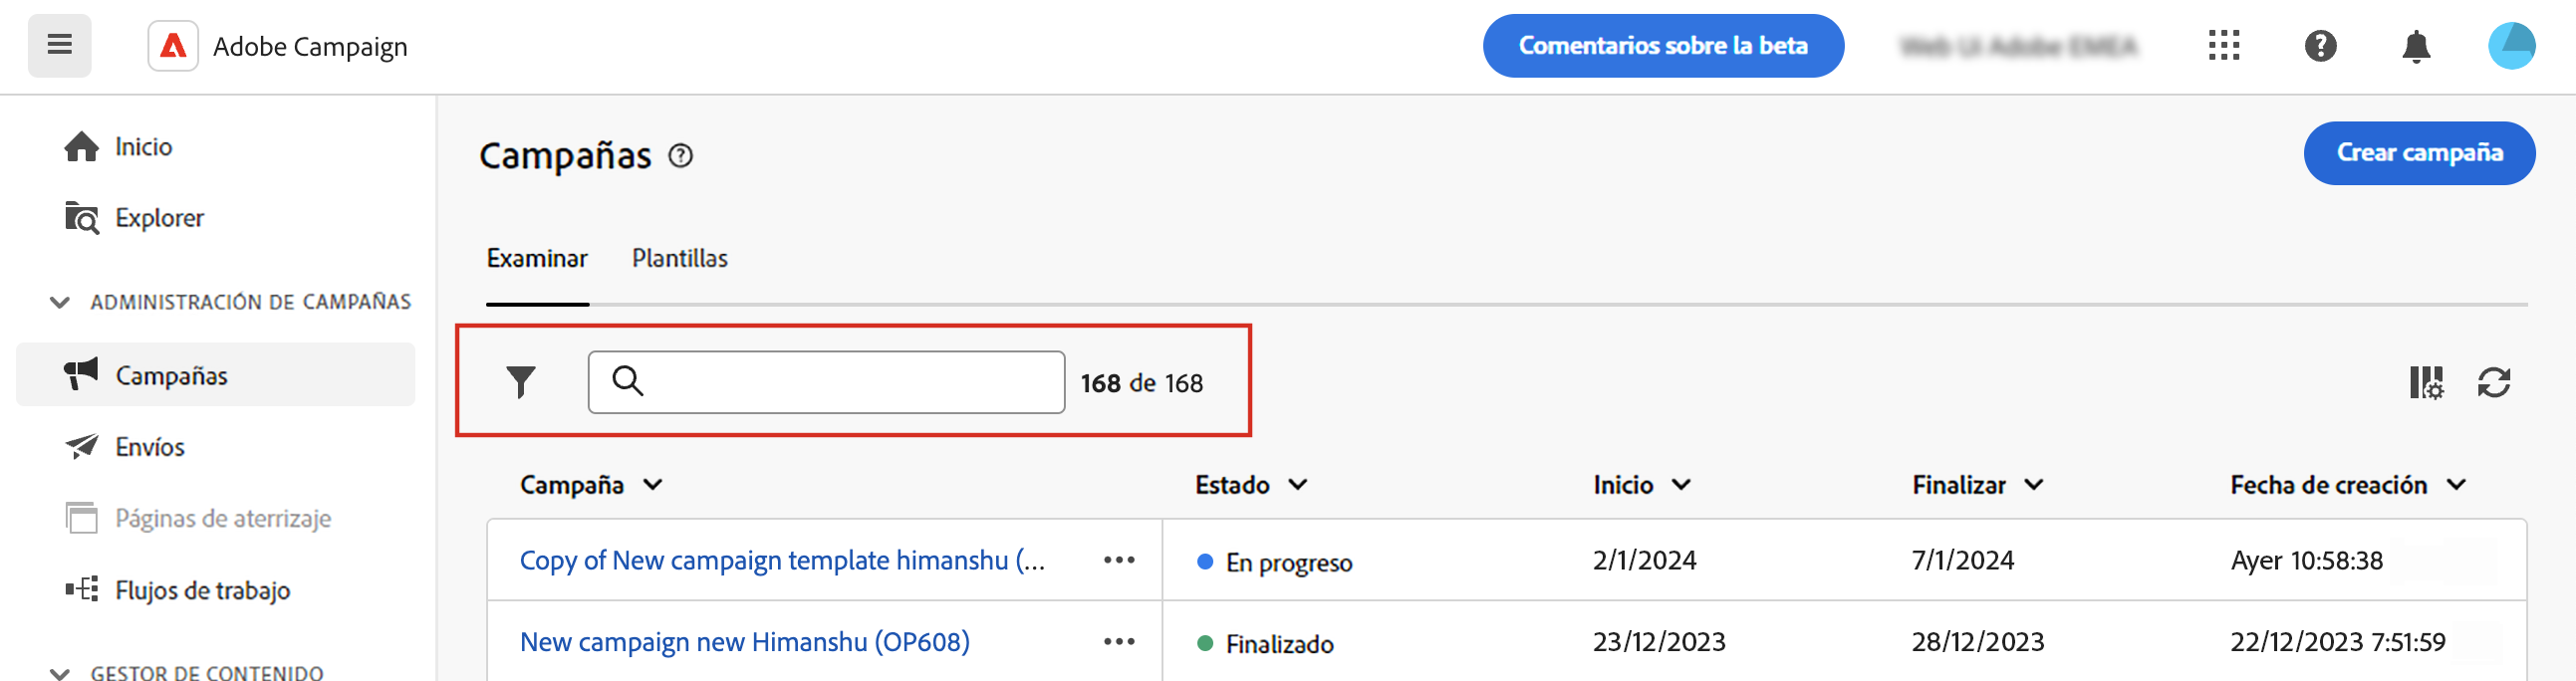 Adobe Campaign
Comentarios sobre la beta
Inicio
Explorer
ADMINISTRACIÓN DE CAMPAÑAS
Campañas
Envíos
Páginas de aterrizaje
Flujos de trabajo
GESTOR DE CONTENIDO
Campañas
Crear campaña
Examinar Plantillas
168 de 168
Campaña Estado Inicio Finalizar Fecha de creación
Copy of New campaign template himanshu (... En progreso 2/1/2024 7/1/2024 Ayer 10:58:38
New campaign new Himanshu (OP608) Finalizado 23/12/2023 28/12/2023 22/12/2023 7:51:59